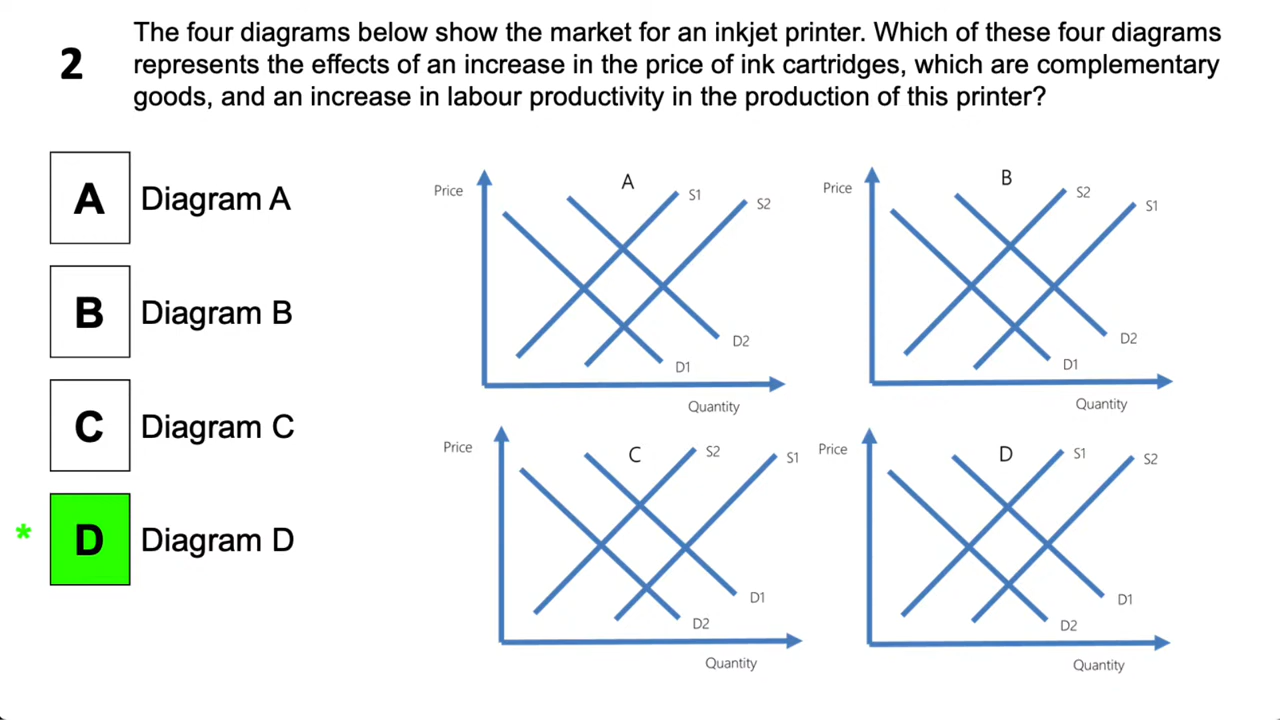 The four diagrams below show the market for an inkjet printer. Which of these four diagrams
2
represents the effects of an increase in the price of ink cartridges, which are complementary
goods, and an increase in labour productivity in the production of this printer?
A Diagram A
B Diagram B
C Diagram C
* D Diagram D
A
Price
S1
S2
D2
D1
Quantity
B
Price
S2
S1
D2
D1
Quantity
C
Price
S2
S1
D1
D2
Quantity
D
Price
S1
S2
D1
D2
Quantity